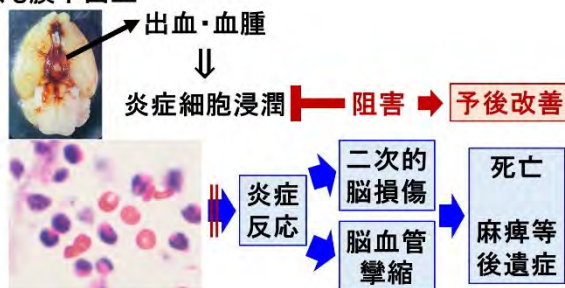 出血・血腫
⇓
炎症細胞浸潤
阻害
予後改善
炎症
反応
二次的
脳損傷
脳血管
攣縮
死亡
麻痺等
後遺症